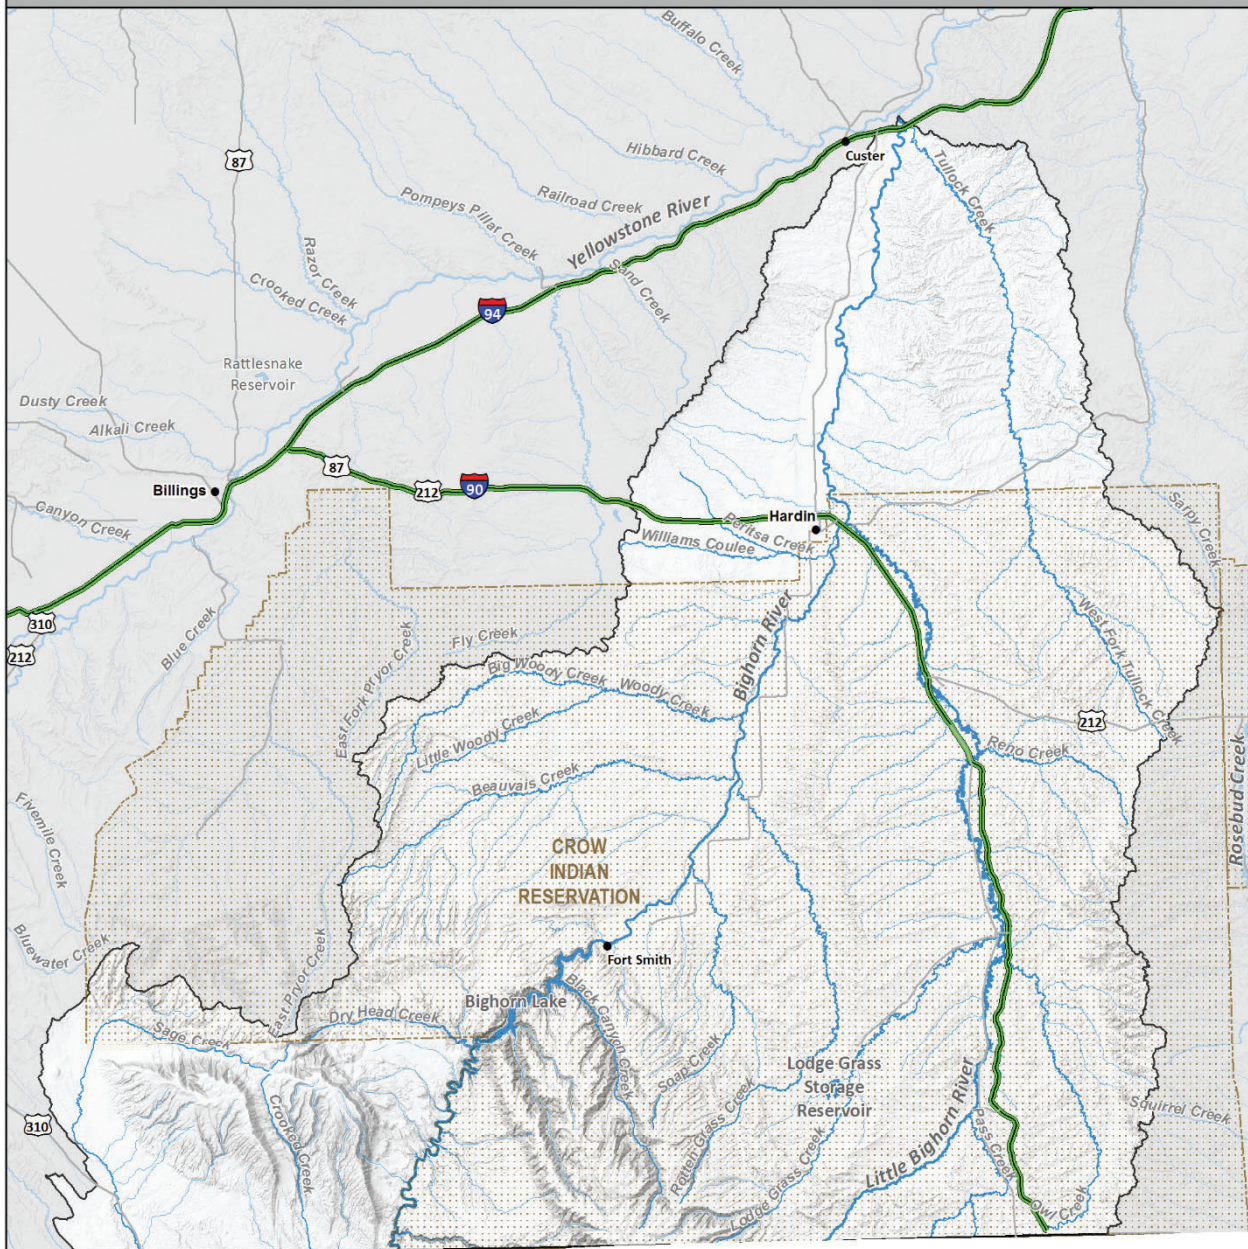 Buffalo Creek
87
Custer
Hibbard Creek
Tullock Creek
Pompeys Pillar Creek
Railroad Creek
Yellowstone River
Razor Creek
Sand Creek
Crooked Creek
94
Rattlesnake
Reservoir
Dusty Creek
Alkali Creek
87
Billings
212
90
Canyon Creek
Sarpy Creek
Hardin
Peritsa Creek
Williams Coulee
310
212
Blue Creek
Fly Creek
East Fork Pryor Creek
Bighorn River
West Fork Tullock Creek
Big Woody Creek
Woody Creek
Little Woody Creek
212
Reno Creek
Beauvais Creek
Rosebud Creek
Fivemile Creek
CROW
INDIAN
RESERVATION
Bluewater Creek
Fort Smith
East Pryor Creek
Bighorn Lake
Black Canyon Creek
Dry Head Creek
Sage Creek
Soap Creek
Lodge Grass
Storage
Reservoir
310
Crooked Creek
Rotten Grass Creek
Lodge Grass Creek
Little Bighorn River
Pass Creek
Squirrel Creek
Owl Creek